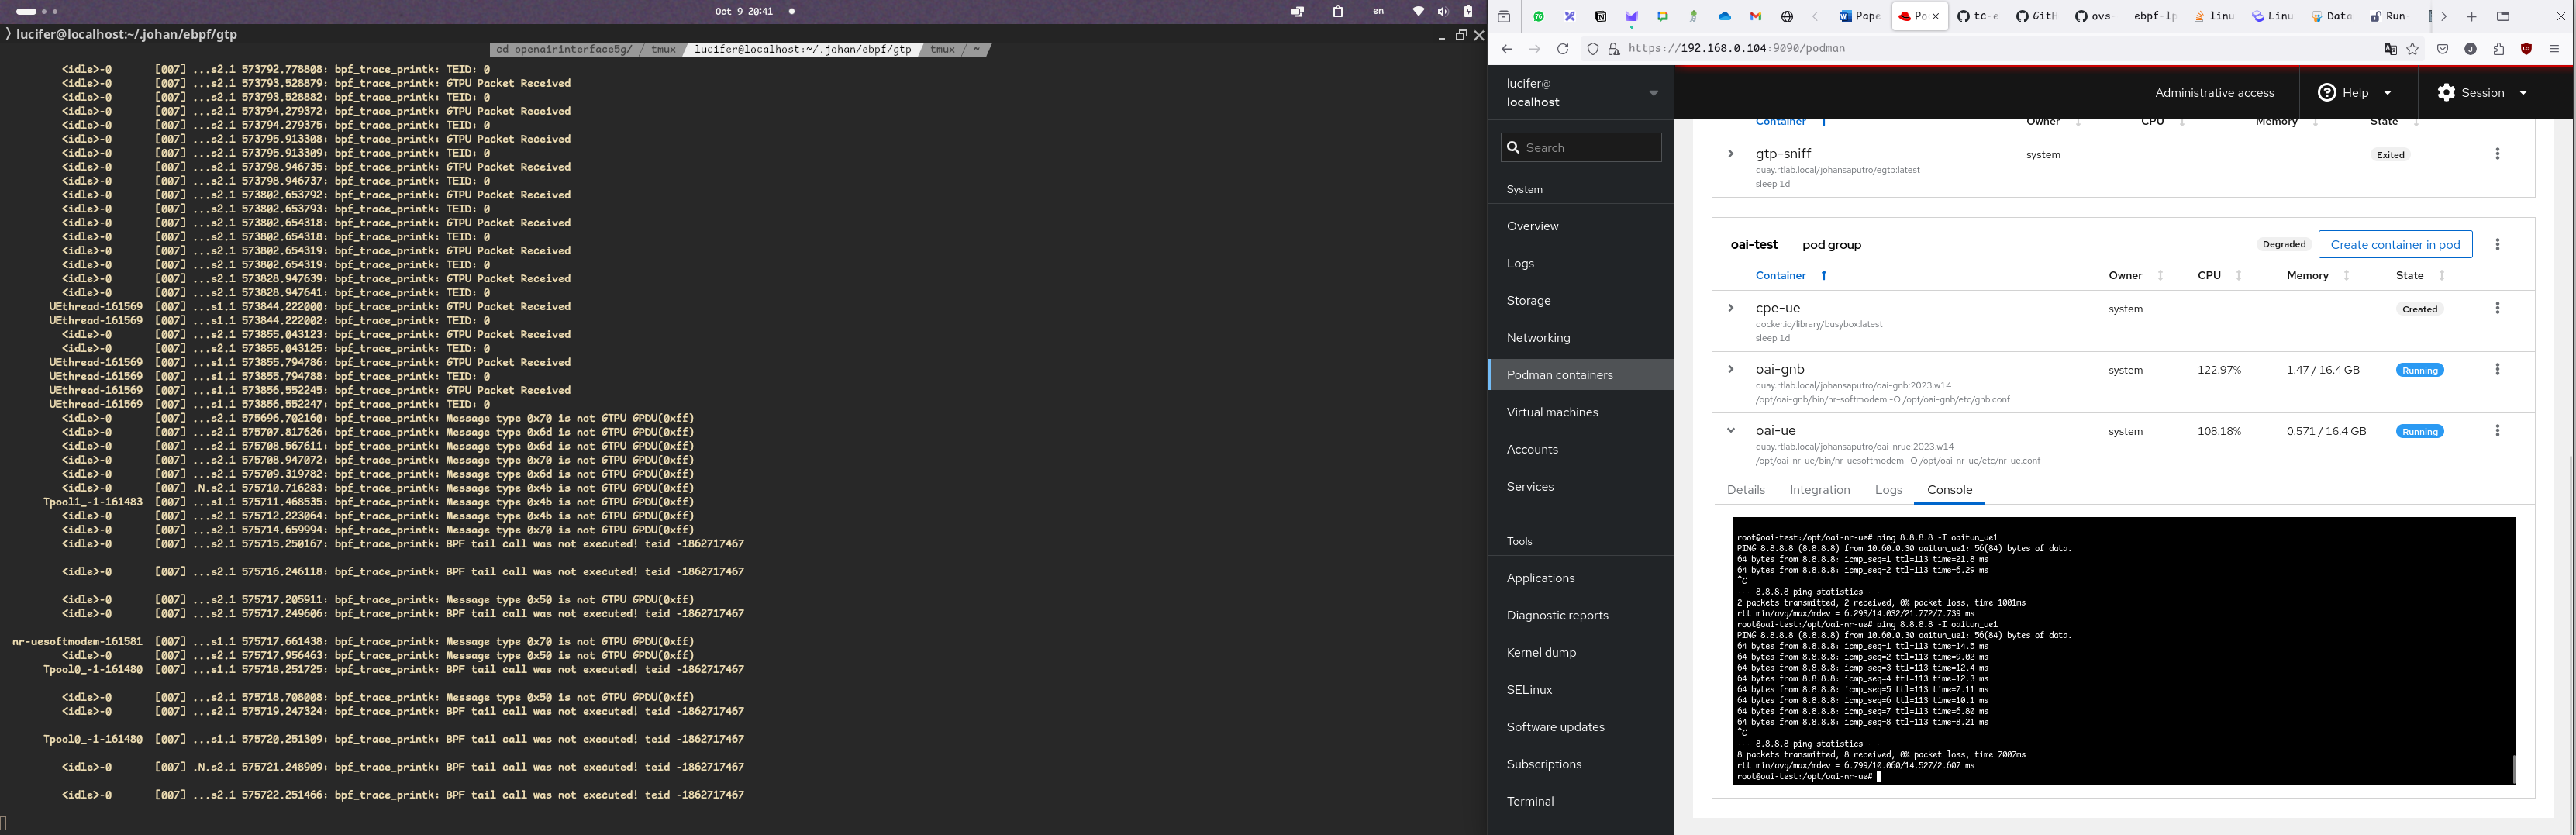 Oct 9 20:41
en
❯ lucifer@localhost:~/.johan/ebpf/gtp
cd openairinterface5g/ tmux lucifer@localhost:~/.johan/ebpf/gtp tmux ~
<idle>-0 [007] ...s2.1 573792.778808: bpf_trace_printk: TEID: 0
<idle>-0 [007] ...s2.1 573793.528879: bpf_trace_printk: GTPU Packet Received
<idle>-0 [007] ...s2.1 573793.528882: bpf_trace_printk: TEID: 0
<idle>-0 [007] ...s2.1 573794.279372: bpf_trace_printk: GTPU Packet Received
<idle>-0 [007] ...s2.1 573794.279375: bpf_trace_printk: TEID: 0
<idle>-0 [007] ...s2.1 573795.913308: bpf_trace_printk: GTPU Packet Received
<idle>-0 [007] ...s2.1 573795.913309: bpf_trace_printk: TEID: 0
<idle>-0 [007] ...s2.1 573798.946735: bpf_trace_printk: GTPU Packet Received
<idle>-0 [007] ...s2.1 573798.946737: bpf_trace_printk: TEID: 0
<idle>-0 [007] ...s2.1 573802.653792: bpf_trace_printk: GTPU Packet Received
<idle>-0 [007] ...s2.1 573802.653793: bpf_trace_printk: TEID: 0
<idle>-0 [007] ...s2.1 573802.654318: bpf_trace_printk: GTPU Packet Received
<idle>-0 [007] ...s2.1 573802.654318: bpf_trace_printk: TEID: 0
<idle>-0 [007] ...s2.1 573802.654319: bpf_trace_printk: GTPU Packet Received
<idle>-0 [007] ...s2.1 573802.654319: bpf_trace_printk: TEID: 0
<idle>-0 [007] ...s2.1 573828.947639: bpf_trace_printk: GTPU Packet Received
<idle>-0 [007] ...s2.1 573828.947641: bpf_trace_printk: TEID: 0
UEthread-161569 [007] ...s1.1 573844.222000: bpf_trace_printk: GTPU Packet Received
UEthread-161569 [007] ...s1.1 573844.222002: bpf_trace_printk: TEID: 0
<idle>-0 [007] ...s2.1 573855.043123: bpf_trace_printk: GTPU Packet Received
<idle>-0 [007] ...s2.1 573855.043125: bpf_trace_printk: TEID: 0
UEthread-161569 [007] ...s1.1 573855.794786: bpf_trace_printk: GTPU Packet Received
UEthread-161569 [007] ...s1.1 573855.794788: bpf_trace_printk: TEID: 0
UEthread-161569 [007] ...s1.1 573856.552245: bpf_trace_printk: GTPU Packet Received
UEthread-161569 [007] ...s1.1 573856.552247: bpf_trace_printk: TEID: 0
<idle>-0 [007] ...s2.1 575696.702160: bpf_trace_printk: Message type 0x70 is not GTPU GPDU(0xff)
<idle>-0 [007] ...s2.1 575707.817626: bpf_trace_printk: Message type 0x6d is not GTPU GPDU(0xff)
<idle>-0 [007] ...s2.1 575708.567611: bpf_trace_printk: Message type 0x6d is not GTPU GPDU(0xff)
<idle>-0 [007] ...s2.1 575708.947072: bpf_trace_printk: Message type 0x70 is not GTPU GPDU(0xff)
<idle>-0 [007] ...s2.1 575709.319782: bpf_trace_printk: Message type 0x6d is not GTPU GPDU(0xff)
<idle>-0 [007] .N.s2.1 575710.716283: bpf_trace_printk: Message type 0x4b is not GTPU GPDU(0xff)
Tpool1_-1-161483 [007] ...s1.1 575711.468535: bpf_trace_printk: Message type 0x4b is not GTPU GPDU(0xff)
<idle>-0 [007] ...s2.1 575712.223064: bpf_trace_printk: Message type 0x4b is not GTPU GPDU(0xff)
<idle>-0 [007] ...s2.1 575714.659994: bpf_trace_printk: Message type 0x70 is not GTPU GPDU(0xff)
<idle>-0 [007] ...s2.1 575715.250167: bpf_trace_printk: BPF tail call was not executed! teid -1862717467
<idle>-0 [007] ...s2.1 575716.246118: bpf_trace_printk: BPF tail call was not executed! teid -1862717467
<idle>-0 [007] ...s2.1 575717.205911: bpf_trace_printk: Message type 0x50 is not GTPU GPDU(0xff)
<idle>-0 [007] ...s2.1 575717.249606: bpf_trace_printk: BPF tail call was not executed! teid -1862717467
nr-uesoftmodem-161581 [007] ...s1.1 575717.661438: bpf_trace_printk: Message type 0x70 is not GTPU GPDU(0xff)
<idle>-0 [007] ...s2.1 575717.956463: bpf_trace_printk: Message type 0x50 is not GTPU GPDU(0xff)
Tpool0_-1-161480 [007] ...s1.1 575718.251725: bpf_trace_printk: BPF tail call was not executed! teid -1862717467
<idle>-0 [007] ...s2.1 575718.708008: bpf_trace_printk: Message type 0x50 is not GTPU GPDU(0xff)
<idle>-0 [007] ...s2.1 575719.247324: bpf_trace_printk: BPF tail call was not executed! teid -1862717467
Tpool0_-1-161480 [007] ...s1.1 575720.251309: bpf_trace_printk: BPF tail call was not executed! teid -1862717467
<idle>-0 [007] .N.s2.1 575721.248909: bpf_trace_printk: BPF tail call was not executed! teid -1862717467
<idle>-0 [007] ...s2.1 575722.251466: bpf_trace_printk: BPF tail call was not executed! teid -1862717467
Pape Po tc-e GitH ovs- ebpf-lp linu Linu Data Run-
https://192.168.0.104:9090/podman
lucifer@
localhost
Search
System
Overview
Logs
Storage
Networking
Podman containers
Virtual machines
Accounts
Services
Tools
Applications
Diagnostic reports
Kernel dump
SELinux
Software updates
Subscriptions
Terminal
Administrative access Help Session
Container Owner CPU Memory State
gtp-sniff system Exited
quay.rtlab.local/johansaputro/egtp:latest
sleep 1d
oai-test pod group Degraded Create container in pod
Container Owner CPU Memory State
cpe-ue system Created
docker.io/library/busybox:latest
sleep 1d
oai-gnb system 122.97% 1.47 / 16.4 GB Running
quay.rtlab.local/johansaputro/oai-gnb:2023.w14
/opt/oai-gnb/bin/nr-softmodem -O /opt/oai-gnb/etc/gnb.conf
oai-ue system 108.18% 0.571 / 16.4 GB Running
quay.rtlab.local/johansaputro/oai-nrue:2023.w14
/opt/oai-nr-ue/bin/nr-uesoftmodem -O /opt/oai-nr-ue/etc/nr-ue.conf
Details Integration Logs Console
root@oai-test:/opt/oai-nr-ue# ping 8.8.8.8 -I oaitun_ue1
PING 8.8.8.8 (8.8.8.8) from 10.60.0.30 oaitun_ue1: 56(84) bytes of data.
64 bytes from 8.8.8.8: icmp_seq=1 ttl=113 time=21.8 ms
64 bytes from 8.8.8.8: icmp_seq=2 ttl=113 time=6.29 ms
^C
--- 8.8.8.8 ping statistics ---
2 packets transmitted, 2 received, 0% packet loss, time 1001ms
rtt min/avg/max/mdev = 6.293/14.032/21.772/7.739 ms
root@oai-test:/opt/oai-nr-ue# ping 8.8.8.8 -I oaitun_ue1
PING 8.8.8.8 (8.8.8.8) from 10.60.0.30 oaitun_ue1: 56(84) bytes of data.
64 bytes from 8.8.8.8: icmp_seq=1 ttl=113 time=14.5 ms
64 bytes from 8.8.8.8: icmp_seq=2 ttl=113 time=9.02 ms
64 bytes from 8.8.8.8: icmp_seq=3 ttl=113 time=12.4 ms
64 bytes from 8.8.8.8: icmp_seq=4 ttl=113 time=12.3 ms
64 bytes from 8.8.8.8: icmp_seq=5 ttl=113 time=7.11 ms
64 bytes from 8.8.8.8: icmp_seq=6 ttl=113 time=10.1 ms
64 bytes from 8.8.8.8: icmp_seq=7 ttl=113 time=6.80 ms
64 bytes from 8.8.8.8: icmp_seq=8 ttl=113 time=8.21 ms
^C
--- 8.8.8.8 ping statistics ---
8 packets transmitted, 8 received, 0% packet loss, time 7007ms
rtt min/avg/max/mdev = 6.799/10.060/14.527/2.607 ms
root@oai-test:/opt/oai-nr-ue#